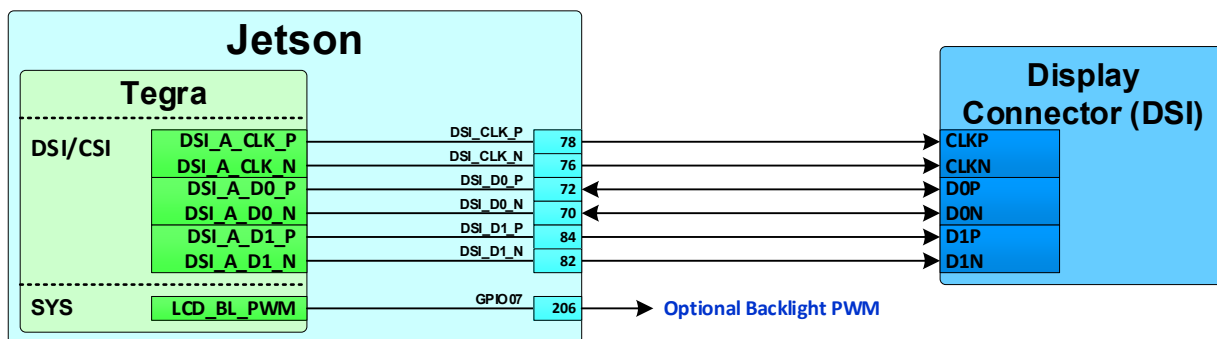 Jetson
Tegra
Display
Connector (DSI)
DSI/CSI
DSI_A_CLK_P DSI_CLK_P 78 CLKP
DSI_A_CLK_N DSI_CLK_N 76 CLKN
DSI_A_D0_P DSI_D0_P 72 D0P
DSI_A_D0_N DSI_D0_N 70 D0N
DSI_A_D1_P DSI_D1_P 84 D1P
DSI_A_D1_N DSI_D1_N 82 D1N
SYS LCD_BL_PWM GPIO07 206 Optional Backlight PWM